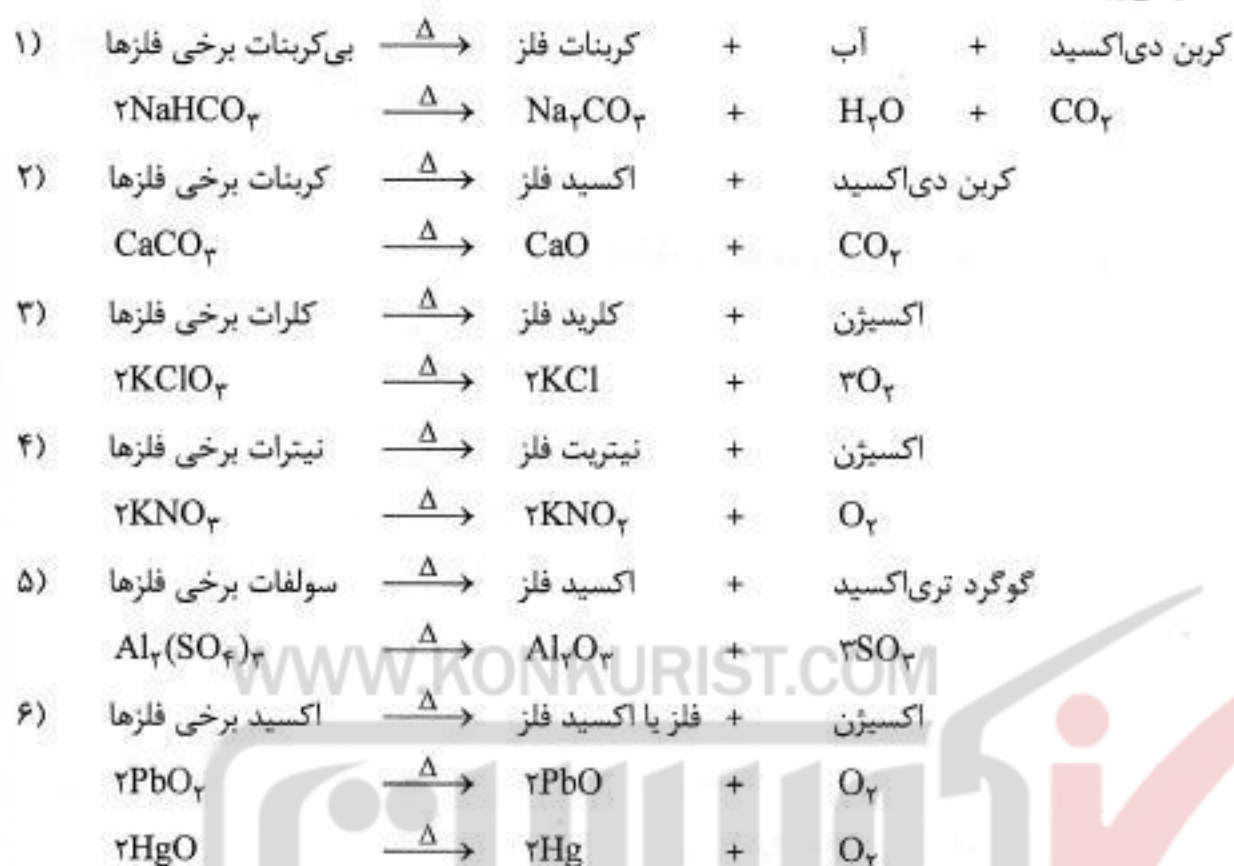 ۱) بی‌کربنات برخی فلزها —Δ→ کربنات فلز + آب + کربن دی‌اکسید
۲NaHCO۳ —Δ→ Na۲CO۳ + H۲O + CO۲
۲) کربنات برخی فلزها —Δ→ اکسید فلز + کربن دی‌اکسید
CaCO۳ —Δ→ CaO + CO۲
۳) کلرات برخی فلزها —Δ→ کلرید فلز + اکسیژن
۲KClO۳ —Δ→ ۲KCl + ۳O۲
۴) نیترات برخی فلزها —Δ→ نیتریت فلز + اکسیژن
۲KNO۳ —Δ→ ۲KNO۲ + O۲
۵) سولفات برخی فلزها —Δ→ اکسید فلز + گوگرد تری‌اکسید
Al۲(SO۴)۳ —Δ→ Al۲O۳ + ۳SO۳
WWW.KONKURIST.COM
۶) اکسید برخی فلزها —Δ→ فلز یا اکسید فلز + اکسیژن
۲PbO۲ —Δ→ ۲PbO + O۲
۲HgO —Δ→ ۲Hg + O۲